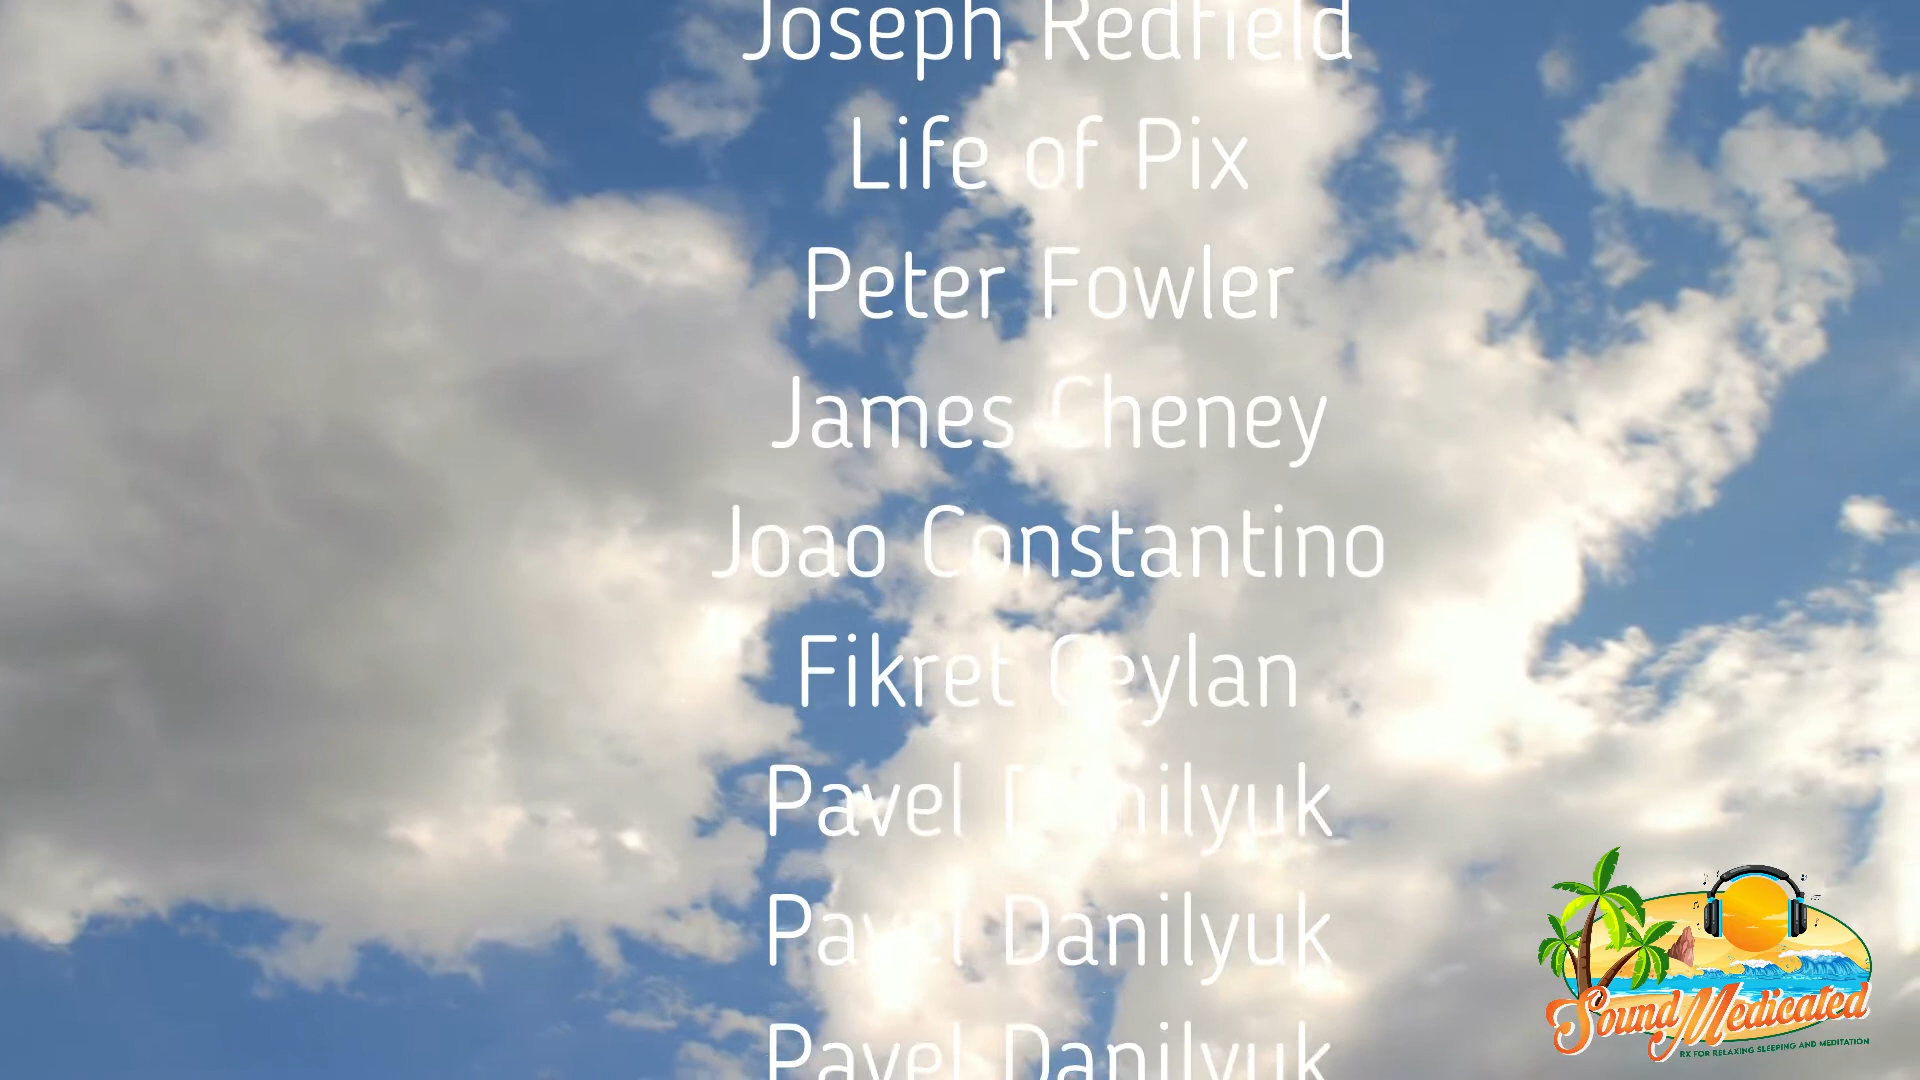 Joseph Redfield
Life of Pix
Peter Fowler
James Cheney
Joao Constantino
Fikret Ceylan
Pavel Danilyuk
Pavel Danilyuk
Pavel Danilyuk
Sound Medicated
RX FOR RELAXING SLEEPING AND MEDITATION